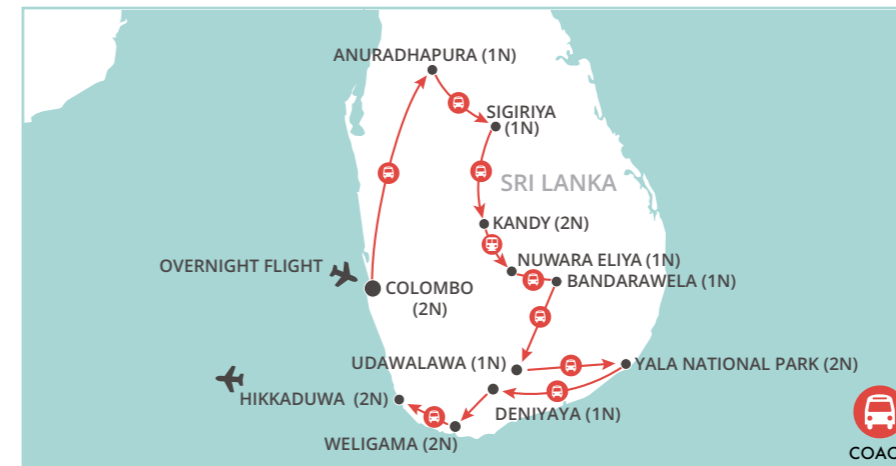 ANURADHAPURA (1N)
SIGIRIYA
(1N)
SRI LANKA
KANDY (2N)
OVERNIGHT FLIGHT
NUWARA ELIYA (1N)
COLOMBO
(2N)
BANDARAWELA (1N)
UDAWALAWA (1N)
YALA NATIONAL PARK (2N)
HIKKADUWA (2N)
DENIYAYA (1N)
WELIGAMA (2N)